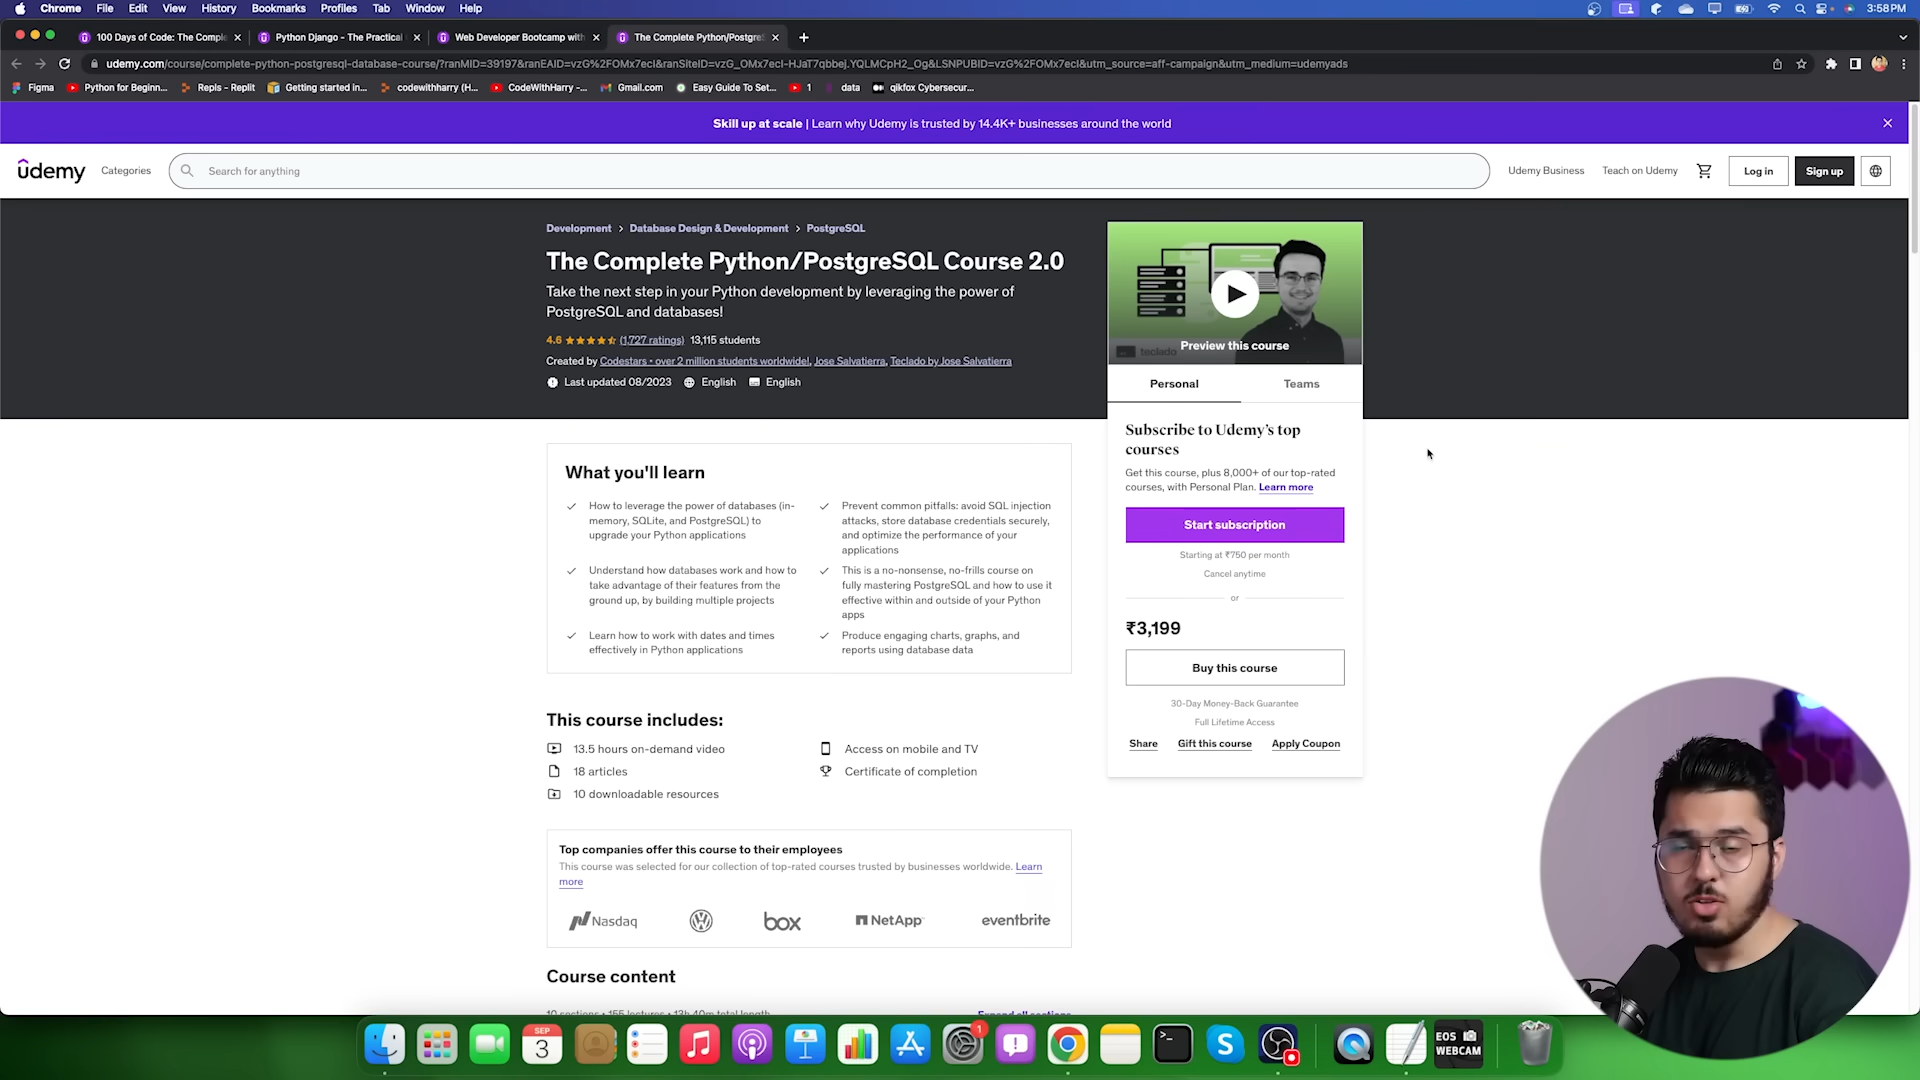 Chrome File Edit View History Bookmarks Profiles Tab Window Help 3:58 PM
100 Days of Code: The Comple Python Django - The Practical Web Developer Bootcamp with The Complete Python/Postgre
udemy.com/course/complete-python-postgresql-database-course/?ranMID=39197&ranEAID=vzG%2FOMx7ecI&ranSiteID=vzG_OMx7ecI-HJaT7qbbej.YQLMCpH2_Og&LSNPUBID=vzG%2FOMx7ecI&utm_source=aff-campaign&utm_medium=udemyads
Figma Python for Beginn... Repls - Replit Getting started in... codewithharry (H... CodeWithHarry -... Gmail.com Easy Guide To Set... 1 data qikfox Cybersecur...
Skill up at scale | Learn why Udemy is trusted by 14.4K+ businesses around the world
udemy Categories Search for anything Udemy Business Teach on Udemy Log in Sign up
Development > Database Design & Development > PostgreSQL
The Complete Python/PostgreSQL Course 2.0
Take the next step in your Python development by leveraging the power of
PostgreSQL and databases!
4.6 (1,727 ratings) 13,115 students
Created by Codestars • over 2 million students worldwide!, Jose Salvatierra, Teclado by Jose Salvatierra
Last updated 08/2023 English English
teclado
Preview this course
Personal Teams
Subscribe to Udemy's top
courses
Get this course, plus 8,000+ of our top-rated
courses, with Personal Plan. Learn more
Start subscription
Starting at ₹750 per month
Cancel anytime
or
₹3,199
Buy this course
30-Day Money-Back Guarantee
Full Lifetime Access
Share Gift this course Apply Coupon
What you'll learn
How to leverage the power of databases (in-
memory, SQLite, and PostgreSQL) to
upgrade your Python applications
Prevent common pitfalls: avoid SQL injection
attacks, store database credentials securely,
and optimize the performance of your
applications
Understand how databases work and how to
take advantage of their features from the
ground up, by building multiple projects
This is a no-nonsense, no-frills course on
fully mastering PostgreSQL and how to use it
effective within and outside of your Python
apps
Learn how to work with dates and times
effectively in Python applications
Produce engaging charts, graphs, and
reports using database data
This course includes:
13.5 hours on-demand video
18 articles
10 downloadable resources
Access on mobile and TV
Certificate of completion
Top companies offer this course to their employees
This course was selected for our collection of top-rated courses trusted by businesses worldwide. Learn
more
Nasdaq box NetApp eventbrite
Course content
10 sections • 155 lectures • 13h 40m total length Expand all sections
SEP
3
1
EOS
WEBCAM